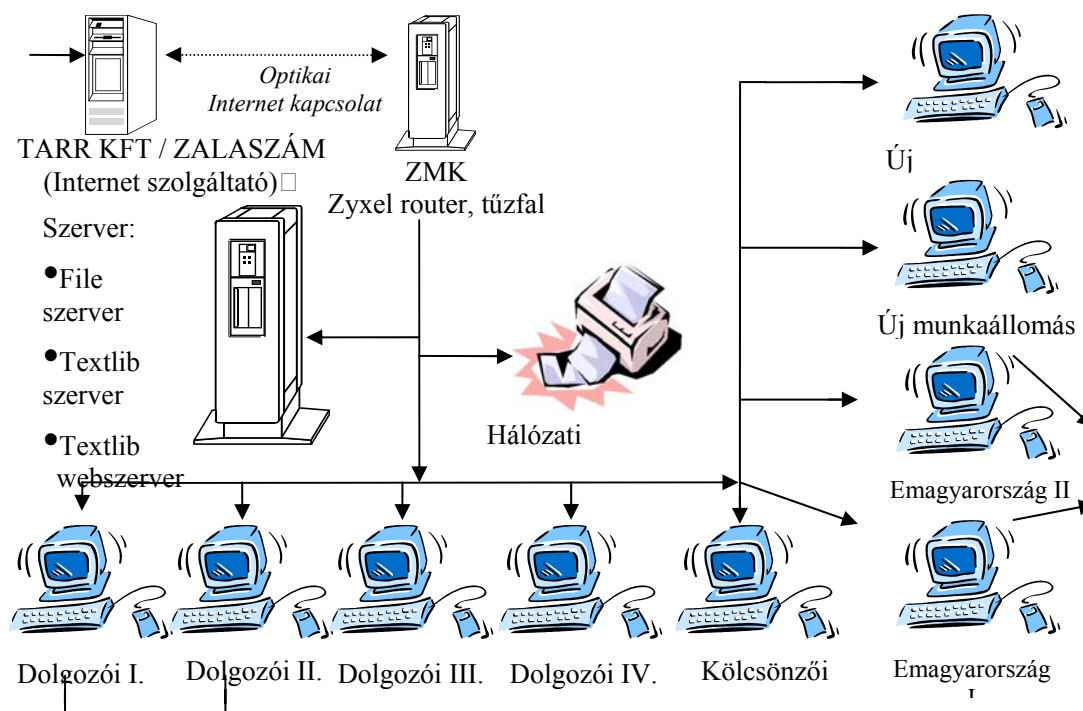 Optikai
Internet kapcsolat
TARR KFT / ZALASZÁM
(Internet szolgáltató)□
ZMK
Zyxel router, tűzfal
Szerver:
●File
szerver
●Textlib
szerver
●Textlib
webszerver
Hálózati
Új
Új munkaállomás
Emagyarország II
Dolgozói I.
Dolgozói II.
Dolgozói III.
Dolgozói IV.
Kölcsönzői
Emagyarország
I